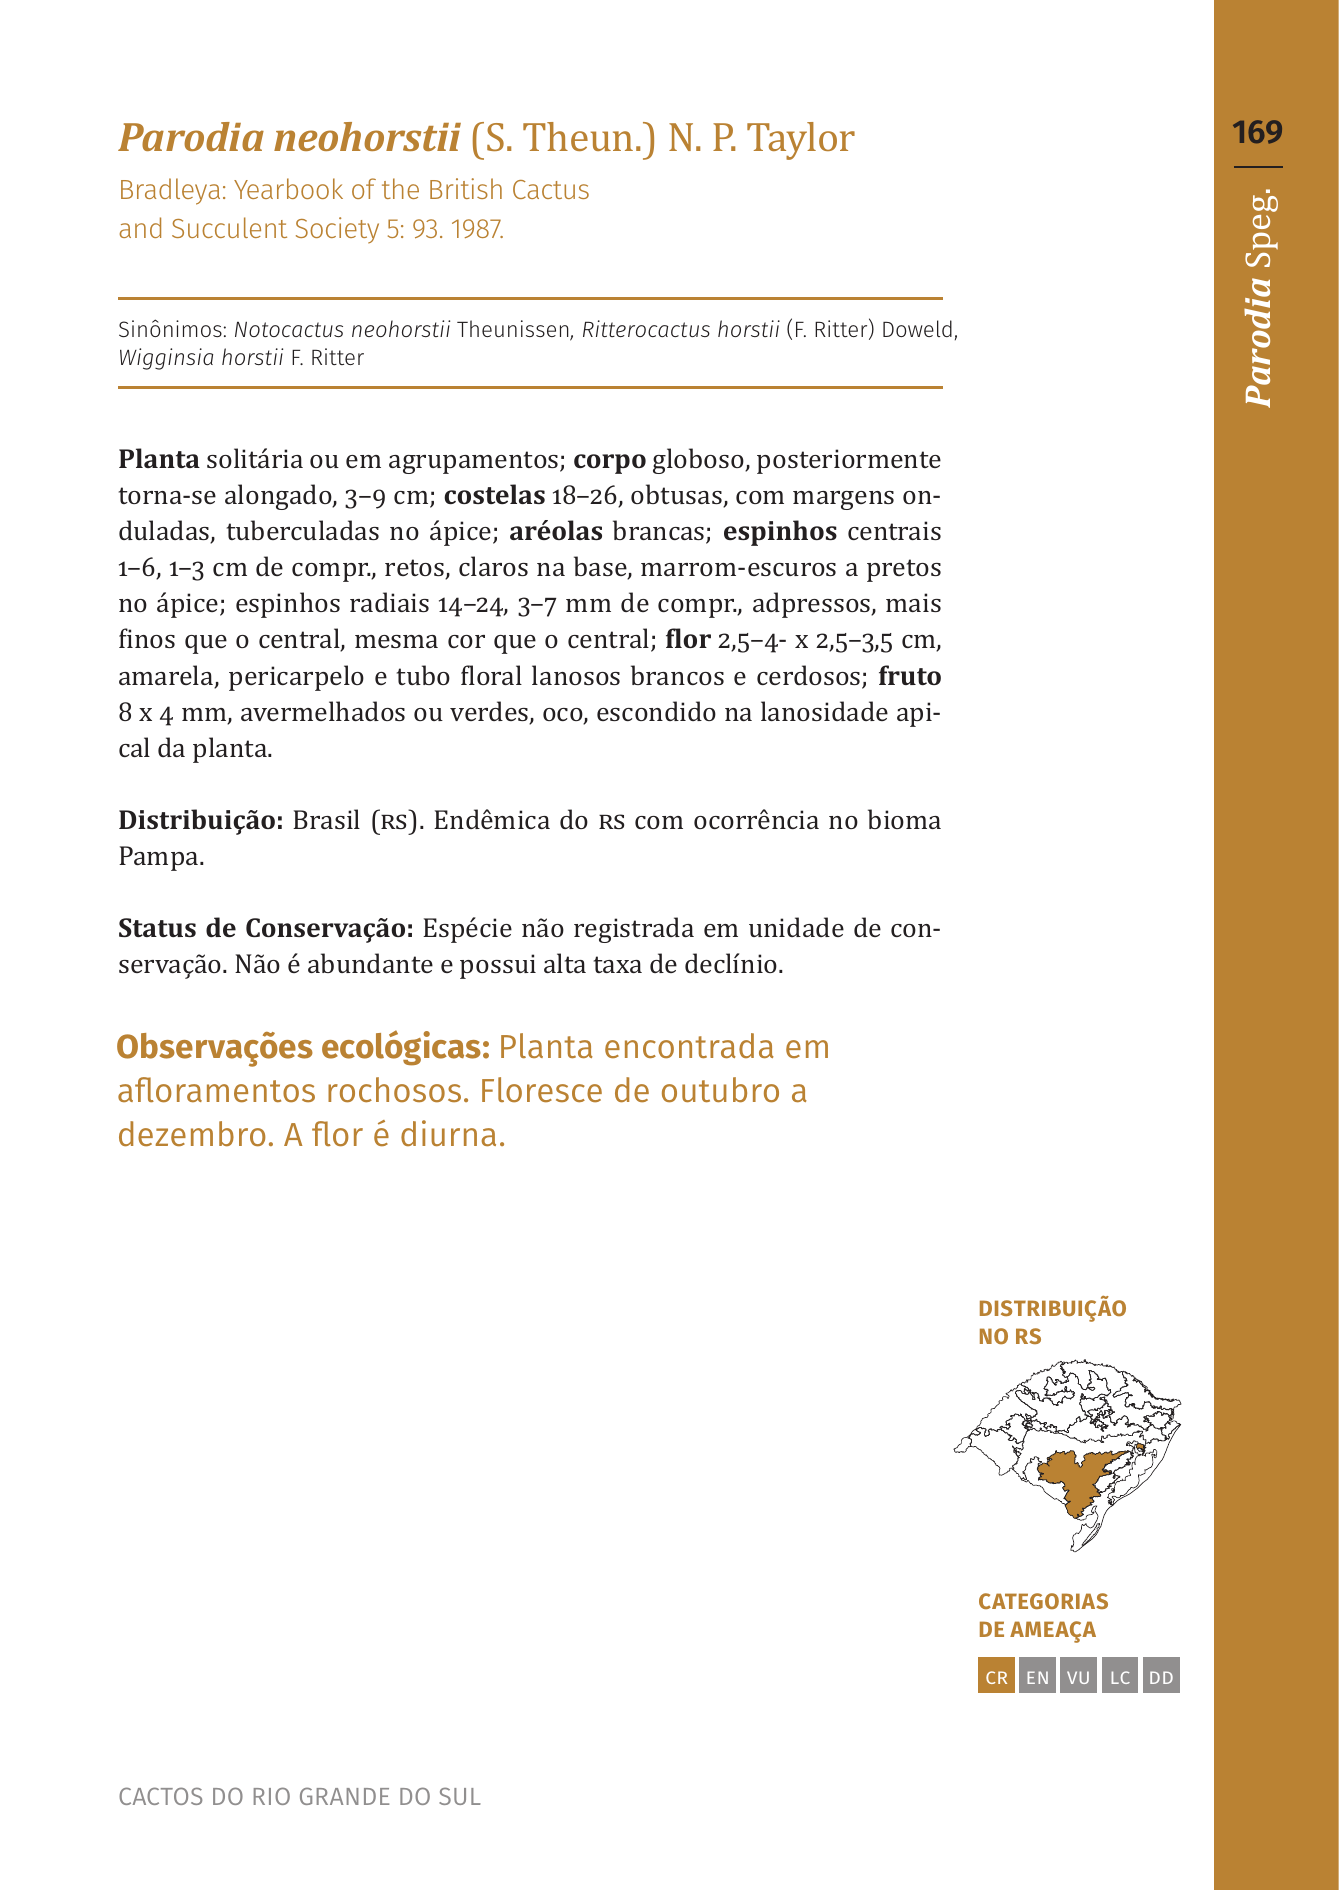 Parodia neohorstii (S. Theun.) N. P. Taylor
Bradleya: Yearbook of the British Cactus
and Succulent Society 5: 93. 1987.
Sinônimos: Notocactus neohorstii Theunissen, Ritterocactus horstii (F. Ritter) Doweld,
Wigginsia horstii F. Ritter
Planta solitária ou em agrupamentos; corpo globoso, posteriormente
torna-se alongado, 3–9 cm; costelas 18–26, obtusas, com margens on-
duladas, tuberculadas no ápice; aréolas brancas; espinhos centrais
1–6, 1–3 cm de compr., retos, claros na base, marrom-escuros a pretos
no ápice; espinhos radiais 14–24, 3–7 mm de compr., adpressos, mais
finos que o central, mesma cor que o central; flor 2,5–4- x 2,5–3,5 cm,
amarela, pericarpelo e tubo floral lanosos brancos e cerdosos; fruto
8 x 4 mm, avermelhados ou verdes, oco, escondido na lanosidade api-
cal da planta.
Distribuição: Brasil (RS). Endêmica do RS com ocorrência no bioma
Pampa.
Status de Conservação: Espécie não registrada em unidade de con-
servação. Não é abundante e possui alta taxa de declínio.
Observações ecológicas: Planta encontrada em
afloramentos rochosos. Floresce de outubro a
dezembro. A flor é diurna.
DISTRIBUIÇÃO
NO RS
CATEGORIAS
DE AMEAÇA
CR EN VU LC DD
CACTOS DO RIO GRANDE DO SUL
169
Parodia Speg.